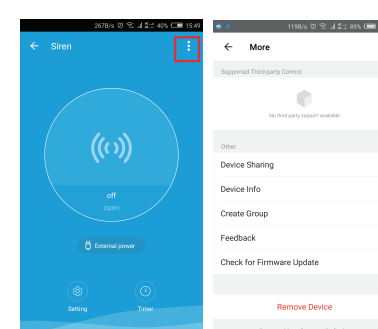 267B/s 40% 15:49
Siren
off
open
External power
Setting
Timer
119B/s 89%
More
Supported Third-party Control
No third party support available
Other
Device Sharing
Device Info
Create Group
Feedback
Check for Firmware Update
Remove Device